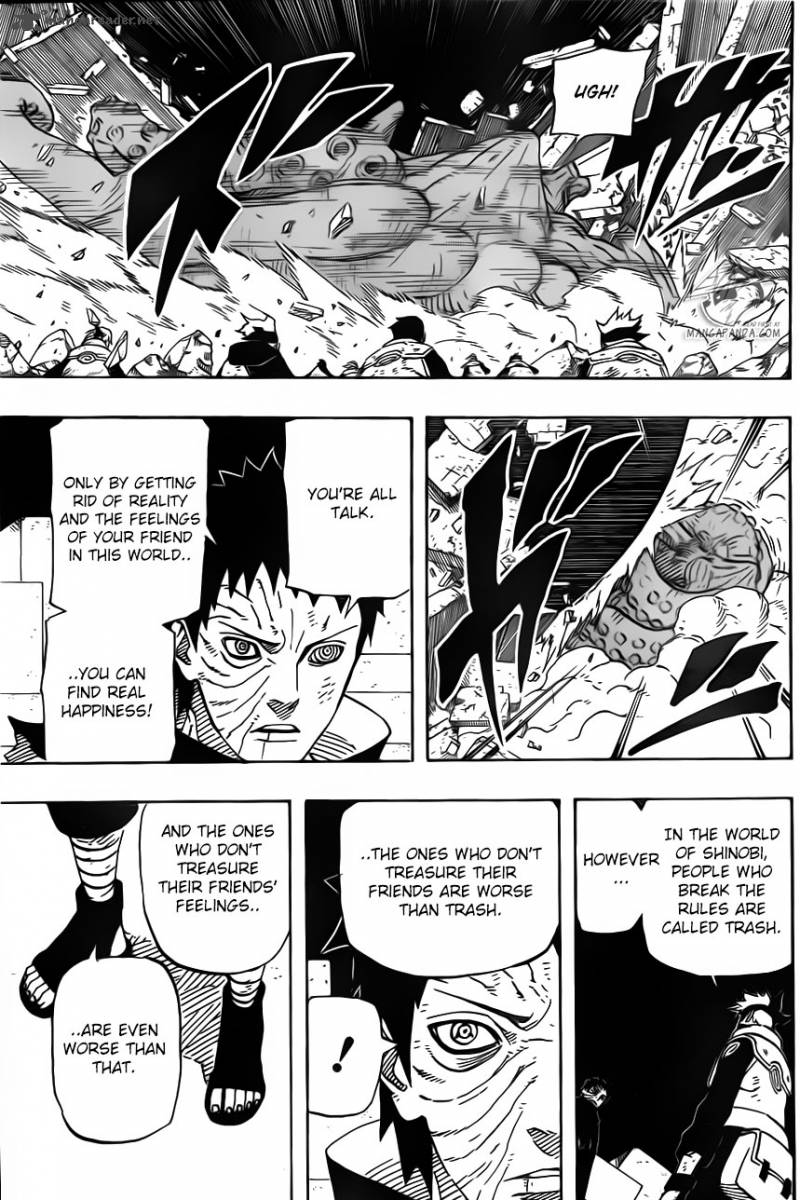 UGH!
READ FIRST AT
MANGAPANDA.COM
YOU'RE ALL
TALK.
ONLY BY GETTING
RID OF REALITY
AND THE FEELINGS
OF YOUR FRIEND
IN THIS WORLD..
..YOU CAN
FIND REAL
HAPPINESS!
IN THE WORLD
OF SHINOBI,
PEOPLE WHO
BREAK THE
RULES ARE
CALLED TRASH.
HOWEVER
...
..THE ONES WHO DON'T
TREASURE THEIR
FRIENDS ARE WORSE
THAN TRASH.
!
AND THE ONES
WHO DON'T
TREASURE
THEIR FRIENDS'
FEELINGS..
..ARE EVEN
WORSE THAN
THAT.